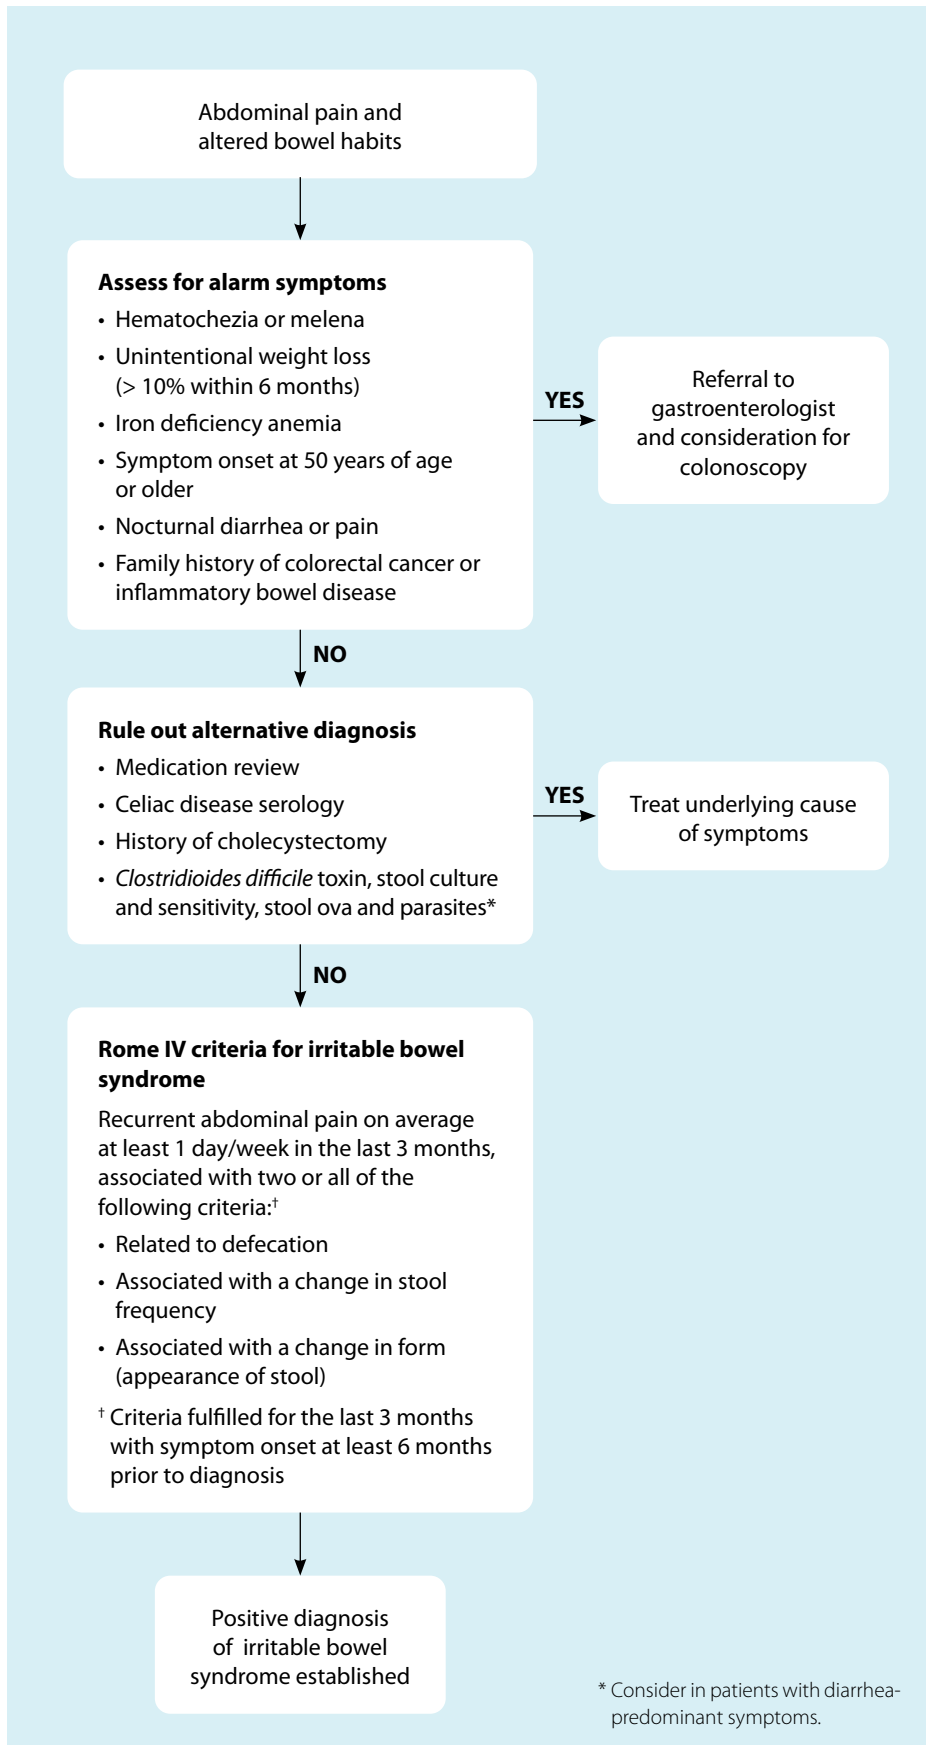 Abdominal pain and
altered bowel habits
Assess for alarm symptoms
• Hematochezia or melena
• Unintentional weight loss
(> 10% within 6 months)
• Iron deficiency anemia
• Symptom onset at 50 years of age
or older
• Nocturnal diarrhea or pain
• Family history of colorectal cancer or
inflammatory bowel disease
YES
Referral to
gastroenterologist
and consideration for
colonoscopy
NO
Rule out alternative diagnosis
• Medication review
• Celiac disease serology
• History of cholecystectomy
• Clostridioides difficile toxin, stool culture
and sensitivity, stool ova and parasites*
YES
Treat underlying cause
of symptoms
NO
Rome IV criteria for irritable bowel
syndrome
Recurrent abdominal pain on average
at least 1 day/week in the last 3 months,
associated with two or all of the
following criteria:†
• Related to defecation
• Associated with a change in stool
frequency
• Associated with a change in form
(appearance of stool)
† Criteria fulfilled for the last 3 months
with symptom onset at least 6 months
prior to diagnosis
Positive diagnosis
of irritable bowel
syndrome established
* Consider in patients with diarrhea-
predominant symptoms.